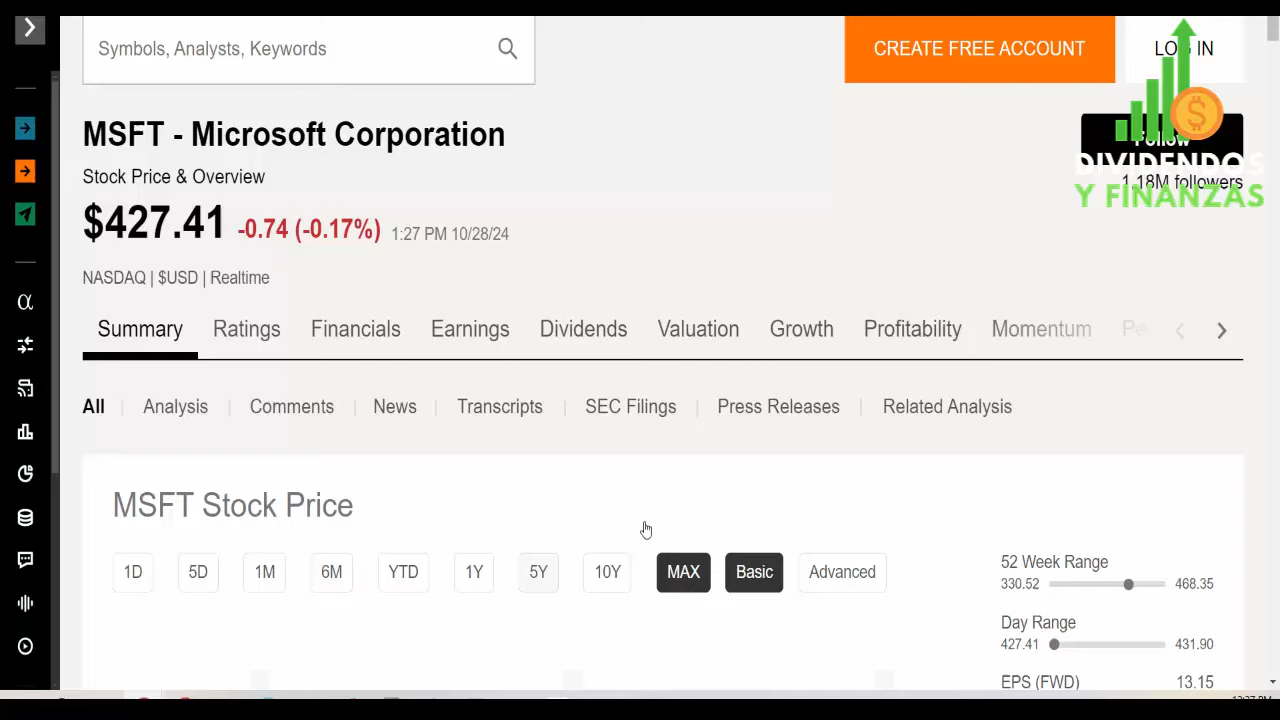 Symbols, Analysts, Keywords
CREATE FREE ACCOUNT
LOG IN
MSFT - Microsoft Corporation
Follow
DIVIDENDOS
Y FINANZAS
1.18M followers
Stock Price & Overview
$427.41 -0.74 (-0.17%) 1:27 PM 10/28/24
NASDAQ | $USD | Realtime
Summary Ratings Financials Earnings Dividends Valuation Growth Profitability Momentum
All Analysis Comments News Transcripts SEC Filings Press Releases Related Analysis
MSFT Stock Price
1D 5D 1M 6M YTD 1Y 5Y 10Y MAX Basic Advanced
52 Week Range
330.52 468.35
Day Range
427.41 431.90
EPS (FWD) 13.15